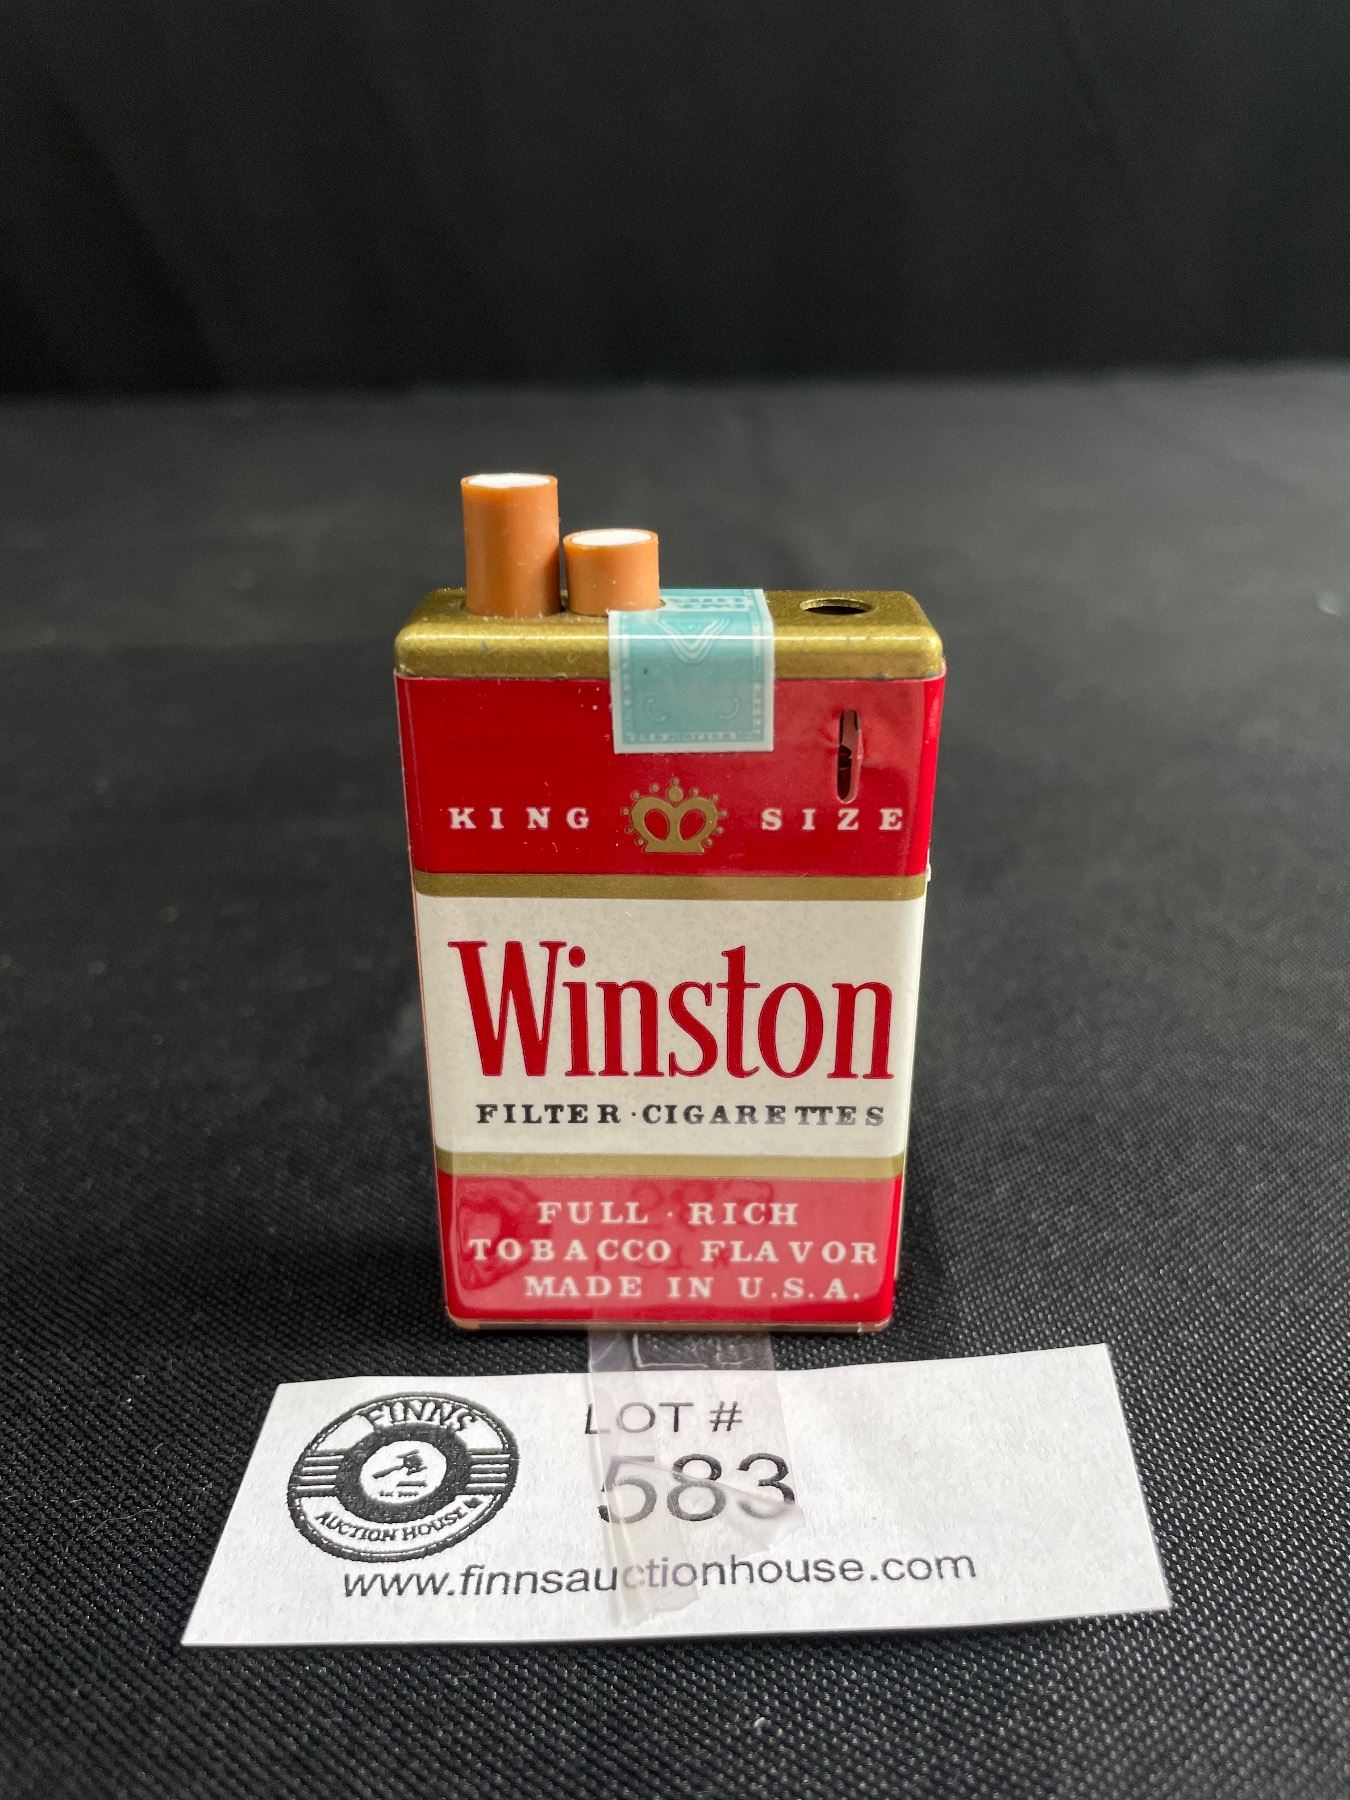 KING SIZE
Winston
FILTER·CIGARETTES
FULL · RICH
TOBACCO FLAVOR
MADE IN U.S.A.
FINNS
AUCTION HOUSE
LOT #
583
www.finnsauctionhouse.com